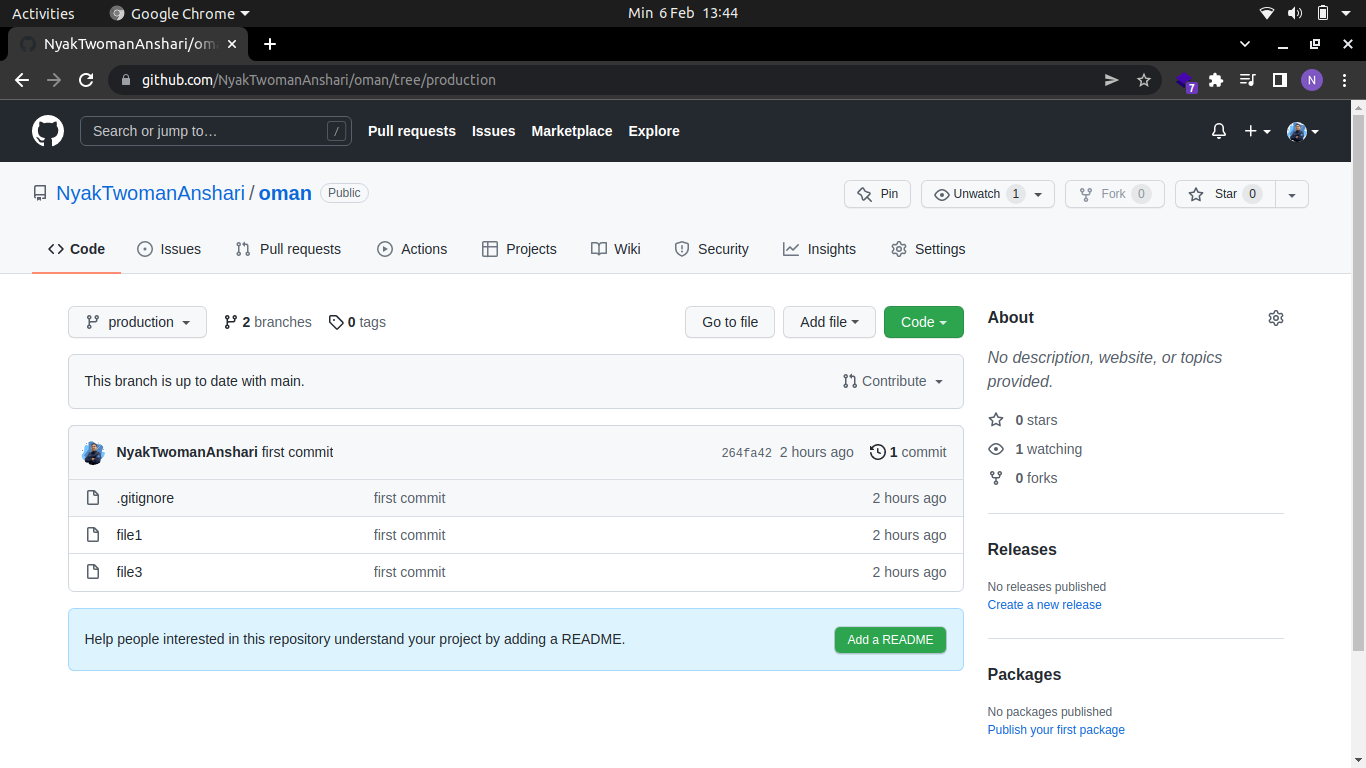 Activities Google Chrome Min 6 Feb 13:44
NyakTwomanAnshari/om
github.com/NyakTwomanAnshari/oman/tree/production 7 N
Search or jump to… / Pull requests Issues Marketplace Explore
NyakTwomanAnshari / oman Public Pin Unwatch 1 Fork 0 Star 0
Code Issues Pull requests Actions Projects Wiki Security Insights Settings
production 2 branches 0 tags Go to file Add file Code
This branch is up to date with main. Contribute
NyakTwomanAnshari first commit 264fa42 2 hours ago 1 commit
.gitignore first commit 2 hours ago
file1 first commit 2 hours ago
file3 first commit 2 hours ago
Help people interested in this repository understand your project by adding a README. Add a README
About
No description, website, or topics
provided.
0 stars
1 watching
0 forks
Releases
No releases published
Create a new release
Packages
No packages published
Publish your first package